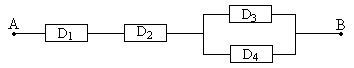 A B
D₁ D₂ D₃
D₄